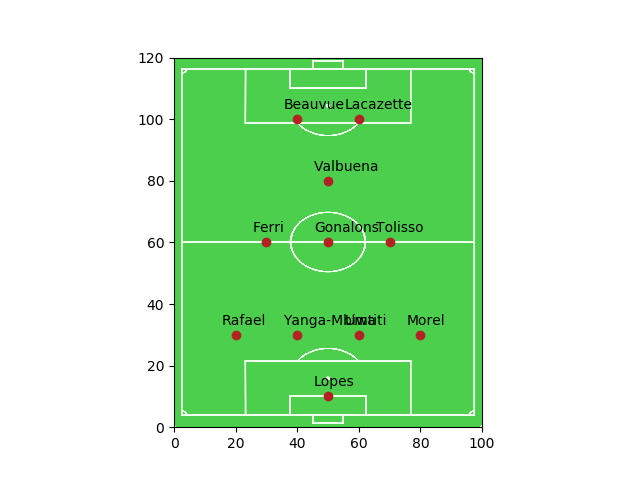 120
Beauvue Lacazette
100
Valbuena
80
Ferri Gonalons Tolisso
60
40
Rafael Yanga-Mbiwa Umtiti Morel
20
Lopes
0
0 20 40 60 80 100